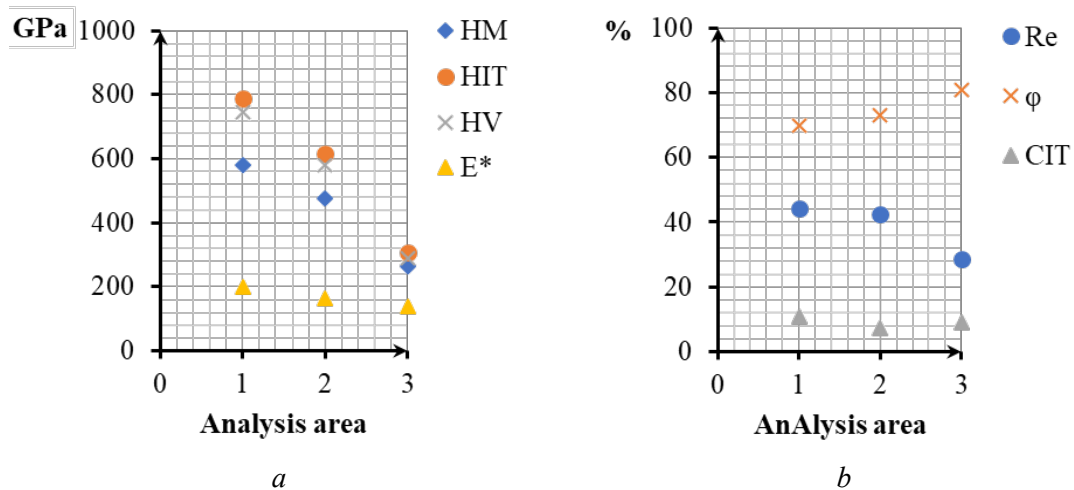 GPa
1000
800
600
400
200
0
0 1 2 3
Analysis area
HM
HIT
HV
E*
a
%
100
80
60
40
20
0
0 1 2 3
AnAlysis area
Re
φ
CIT
b